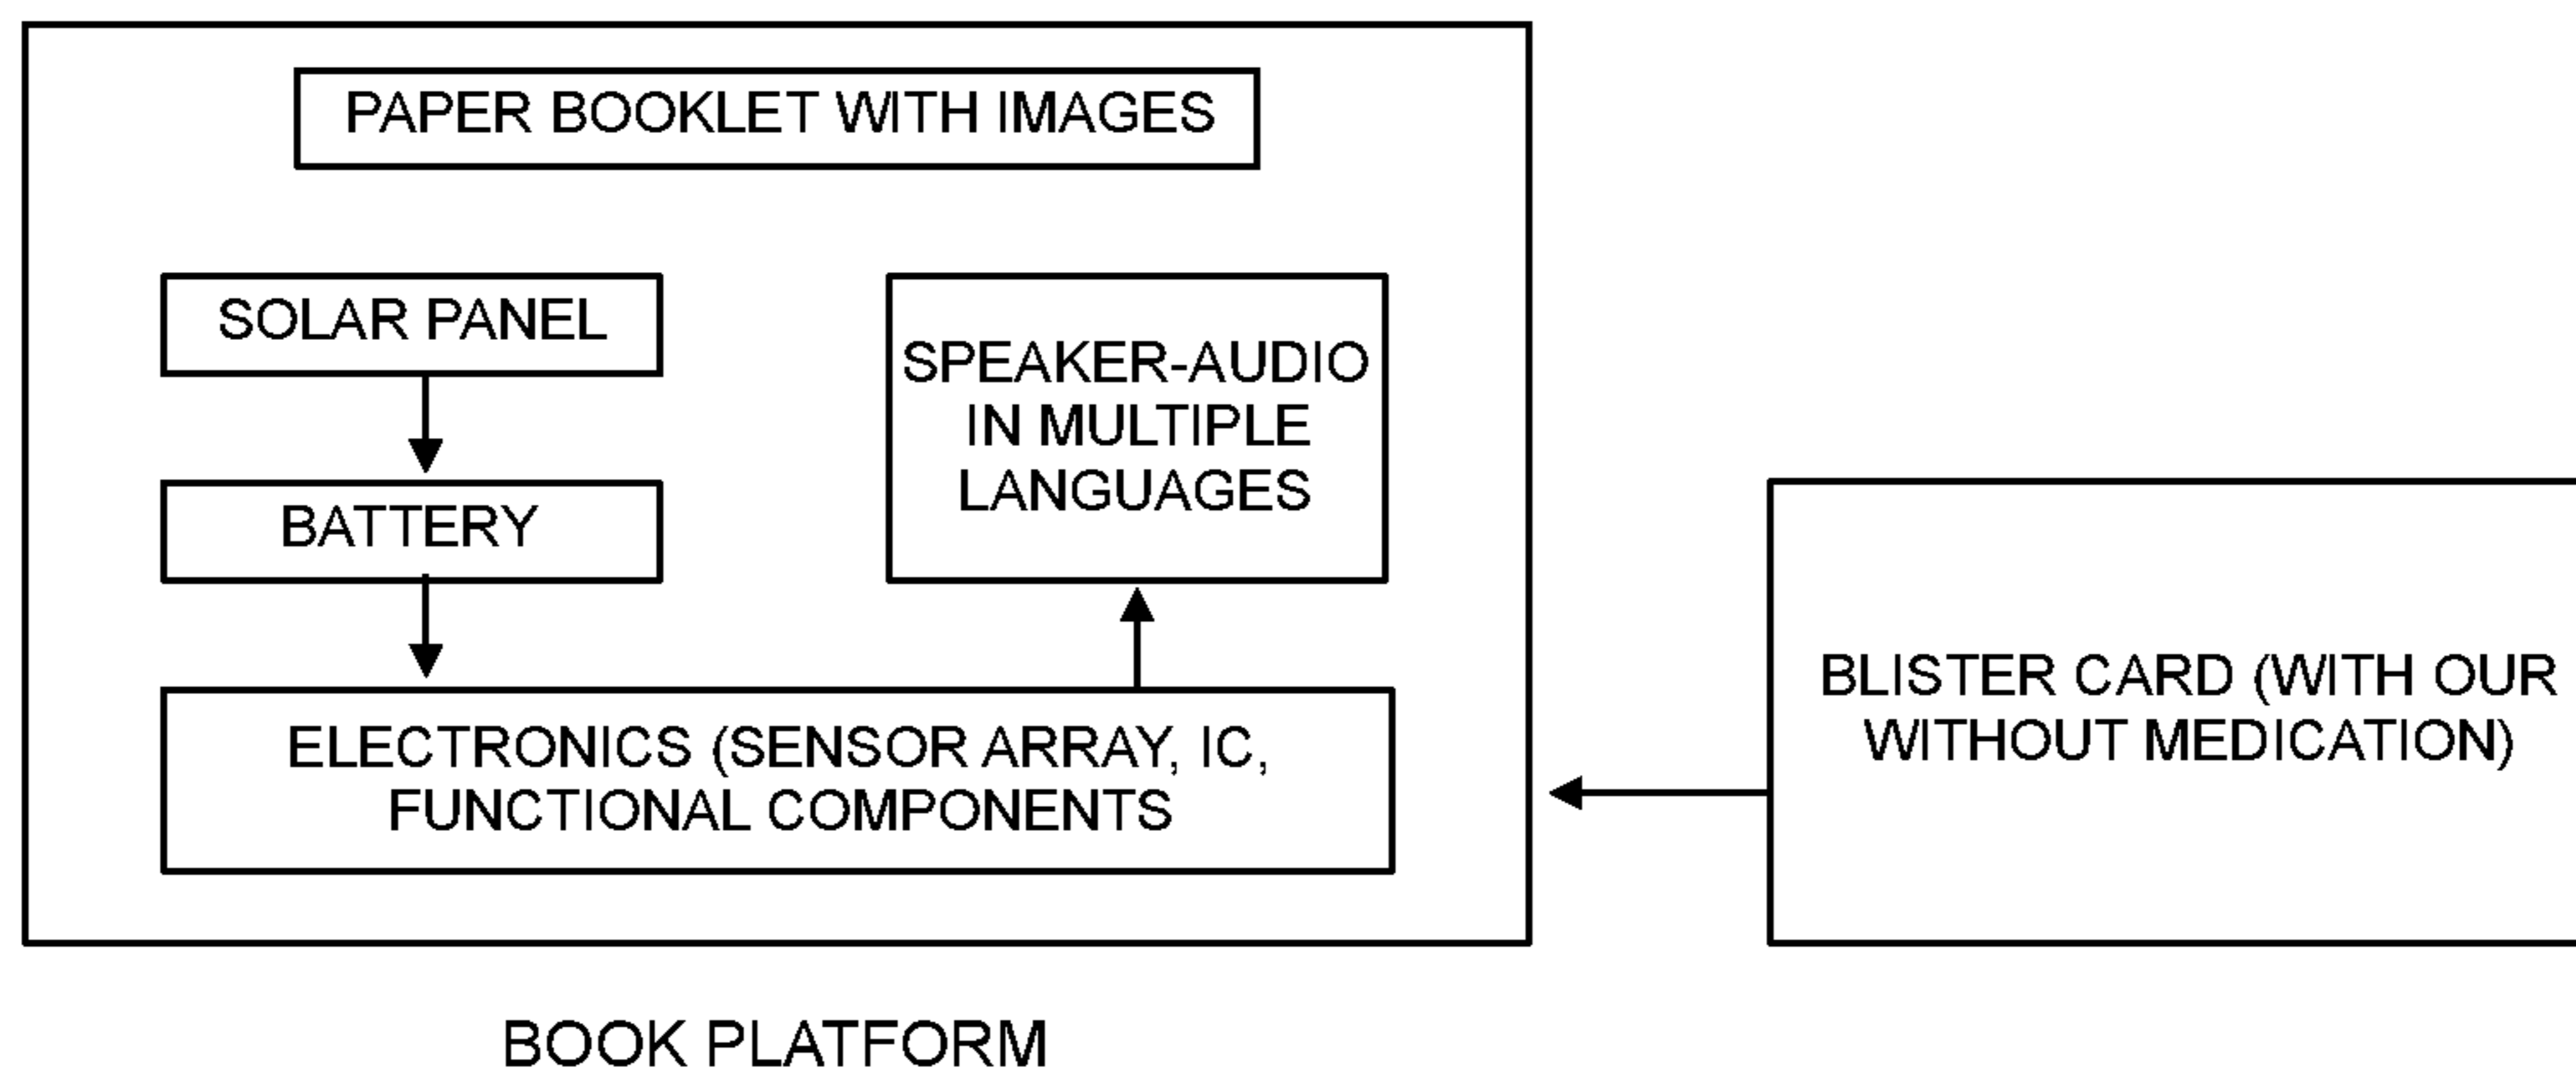 PAPER BOOKLET WITH IMAGES
SOLAR PANEL
SPEAKER-AUDIO
IN MULTIPLE
LANGUAGES
BATTERY
ELECTRONICS (SENSOR ARRAY, IC,
FUNCTIONAL COMPONENTS
BLISTER CARD (WITH OUR
WITHOUT MEDICATION)
BOOK PLATFORM